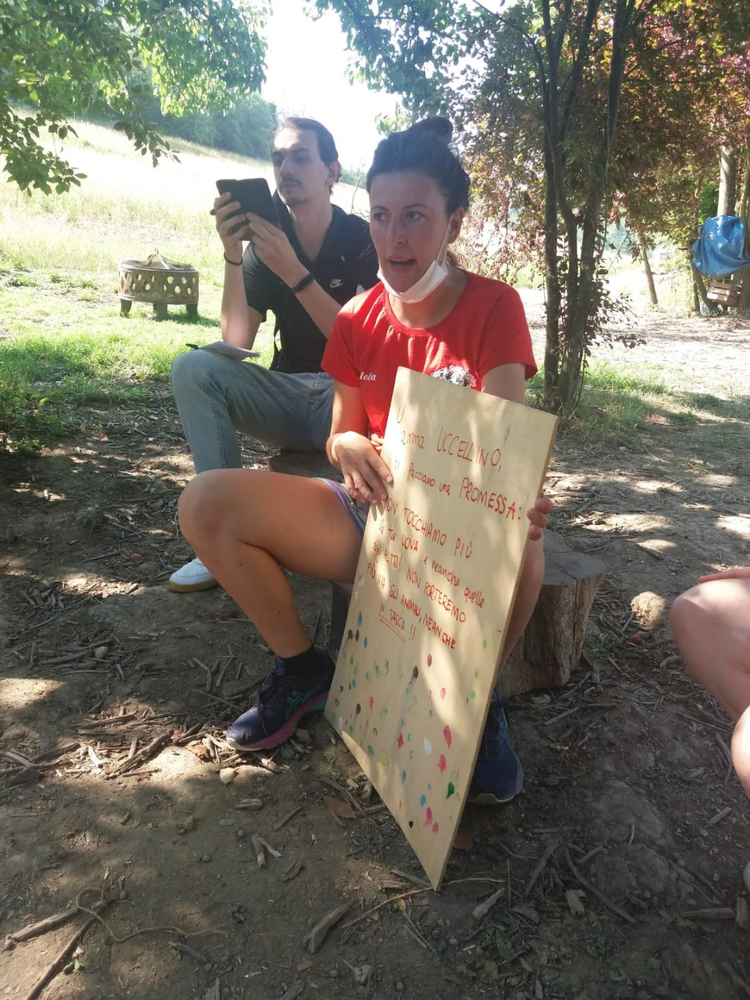 Mamma UCCELLINO,
ti facciamo una PROMESSA:
NON TOCCHIAMO PIÙ
le tue UOVA e neanche quelle
degli ALTRI! NON PORTEREMO
PIÙ VIA GLI ANIMALI, NEANCHE
IN TASCA!!